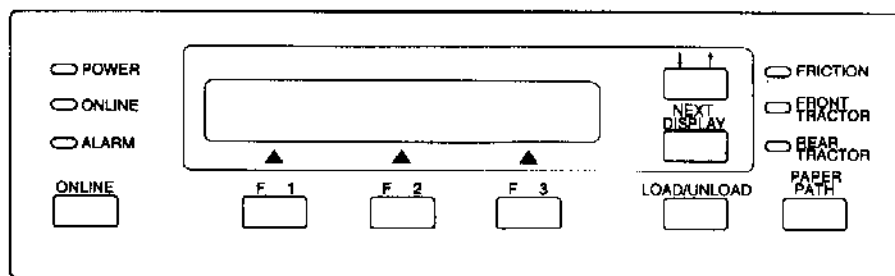 POWER
ONLINE
ALARM
ONLINE
F 1
F 2
F 3
↓ ↑
NEXT
DISPLAY
LOAD/UNLOAD
FRICTION
FRONT
TRACTOR
REAR
TRACTOR
PAPER
PATH